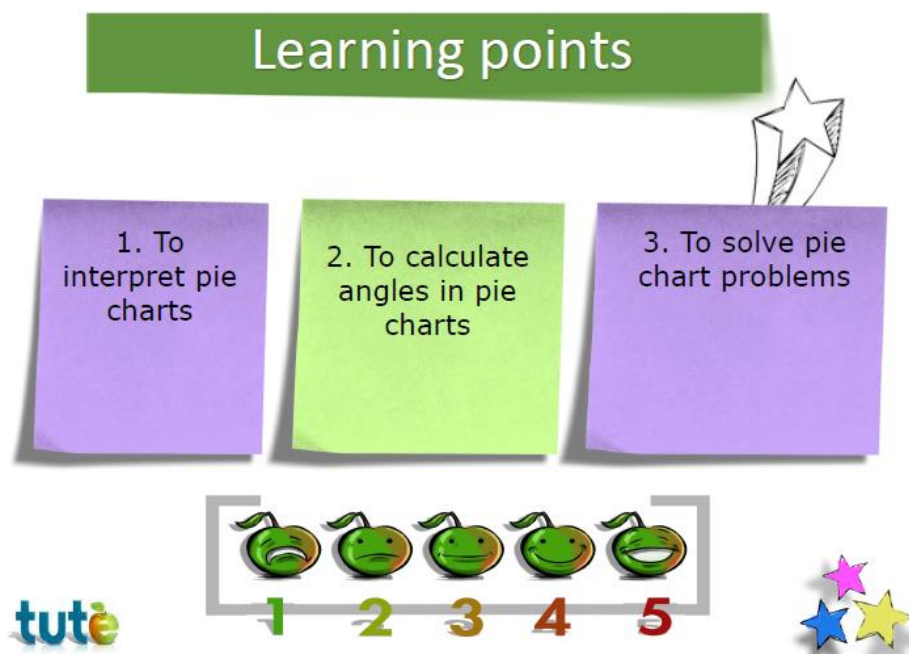 Learning points
1. To
interpret pie
charts
2. To calculate
angles in pie
charts
3. To solve pie
chart problems
1 2 3 4 5
tute